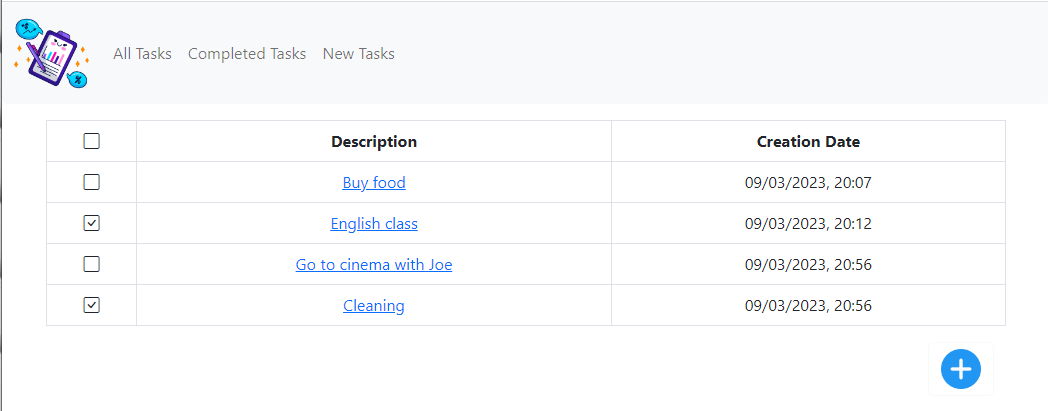 All Tasks Completed Tasks New Tasks
Description Creation Date
Buy food 09/03/2023, 20:07
English class 09/03/2023, 20:12
Go to cinema with Joe 09/03/2023, 20:56
Cleaning 09/03/2023, 20:56